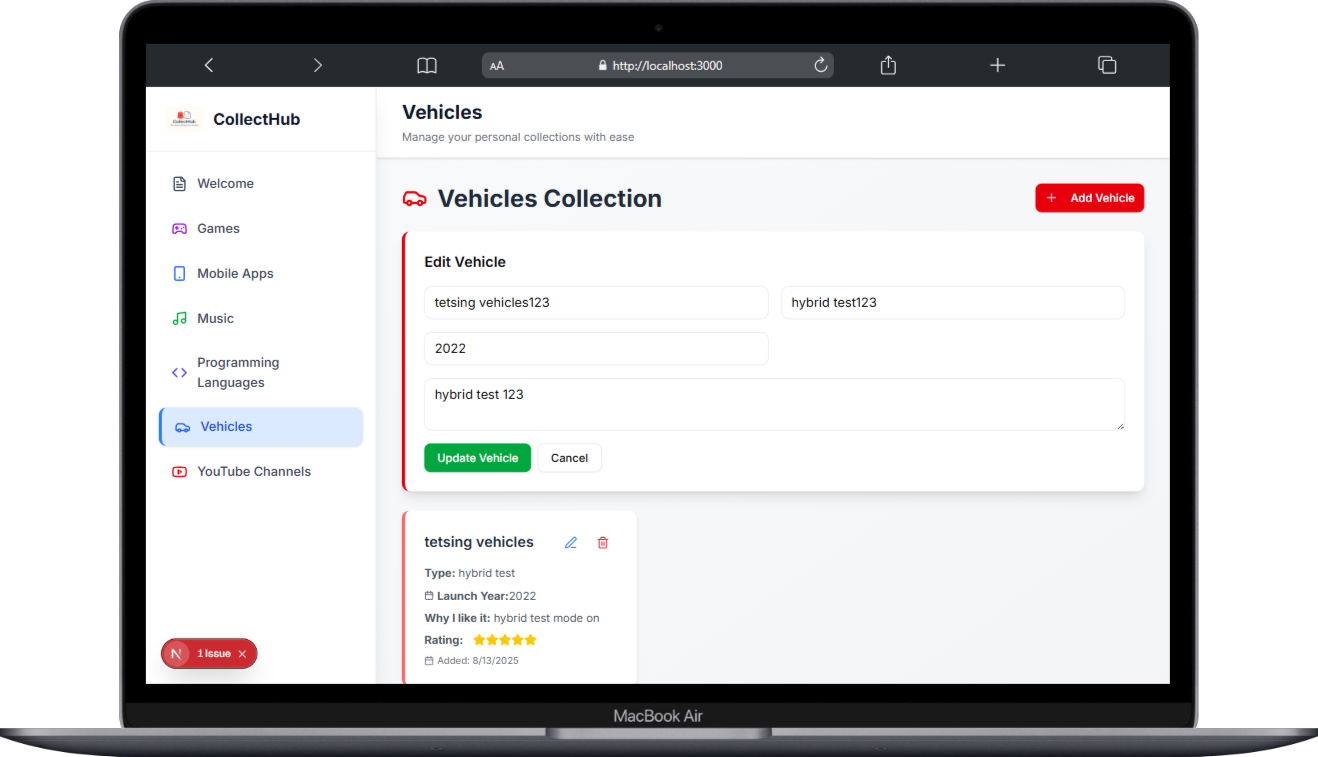 AA http://localhost:3000
CollectHub
Vehicles
Manage your personal collections with ease
Welcome
Games
Mobile Apps
Music
Programming
Languages
Vehicles
YouTube Channels
N 1 Issue
Vehicles Collection
+ Add Vehicle
Edit Vehicle
tetsing vehicles123
hybrid test123
2022
hybrid test 123
Update Vehicle
Cancel
tetsing vehicles
Type: hybrid test
Launch Year:2022
Why I like it: hybrid test mode on
Rating:
Added: 8/13/2025
MacBook Air